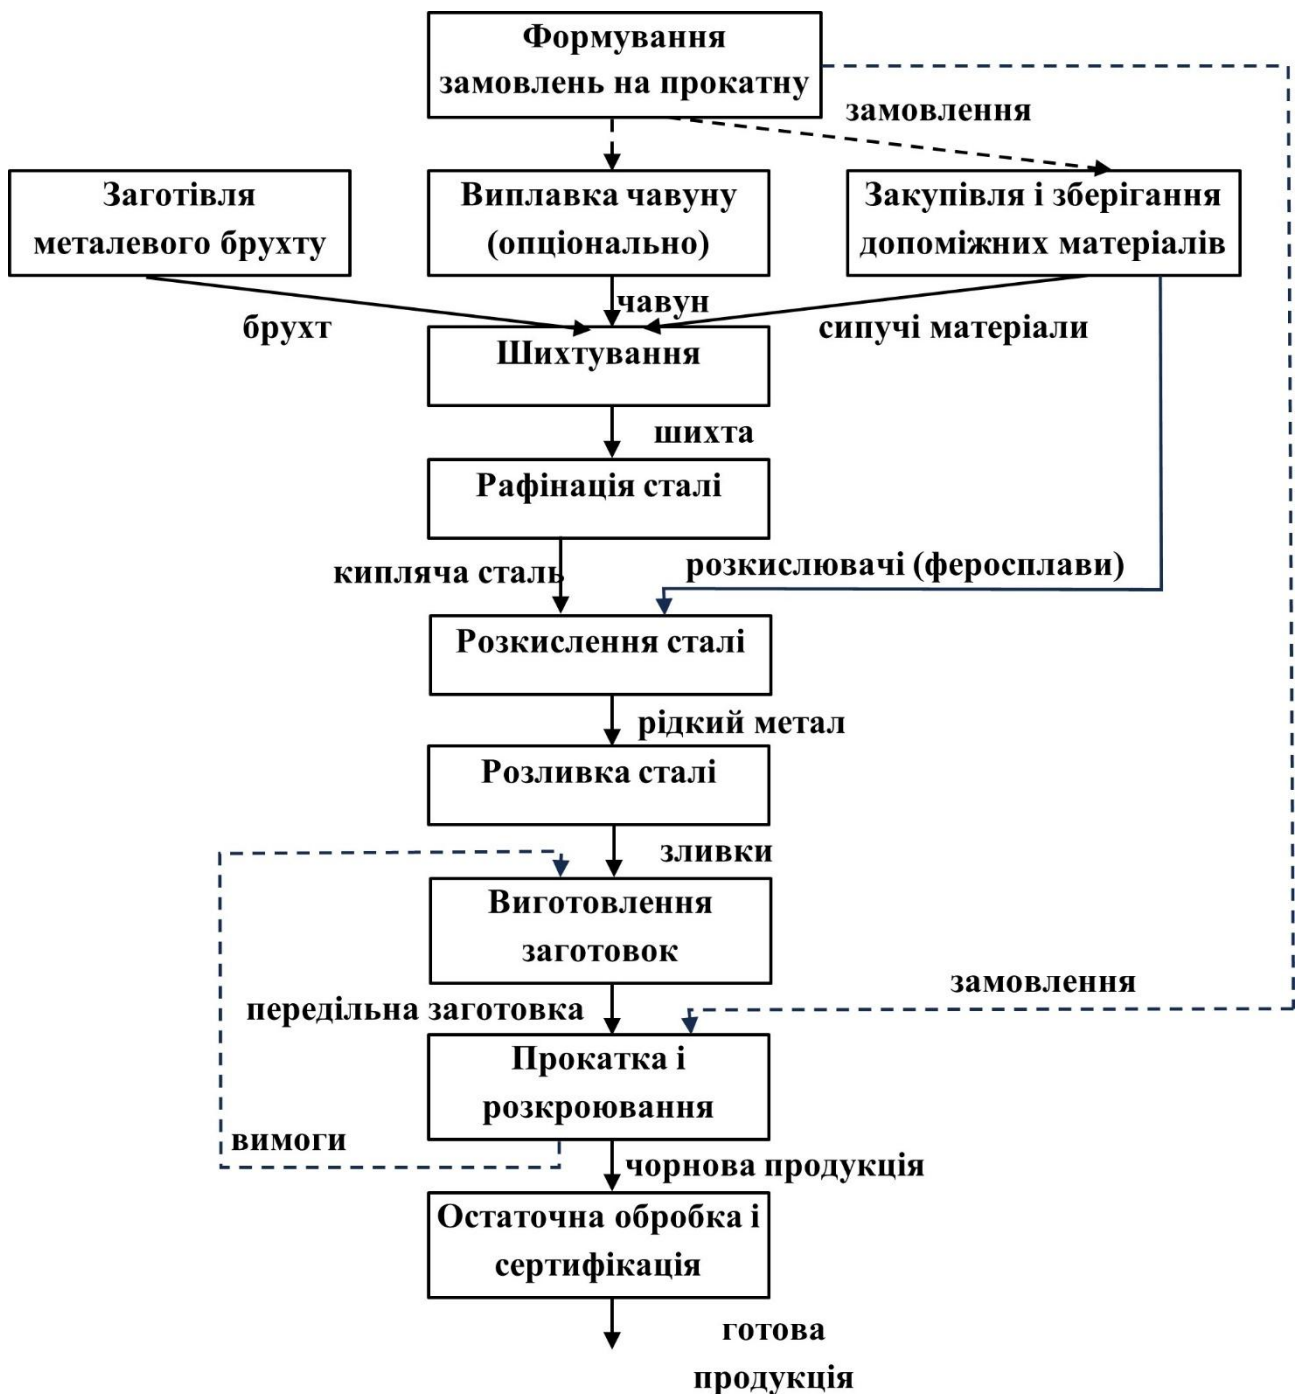 Формування
замовлень на прокатну
замовлення
Заготівля
металевого брухту
Виплавка чавуну
(опціонально)
Закупівля і зберігання
допоміжних матеріалів
чавун
брухт
сипучі матеріали
Шихтування
шихта
Рафінація сталі
кипляча сталь
розкислювачі (феросплави)
Розкислення сталі
рідкий метал
Розливка сталі
зливки
Виготовлення
заготовок
замовлення
передільна заготовка
Прокатка і
розкроювання
вимоги
чорнова продукція
Остаточна обробка і
сертифікація
готова
продукція